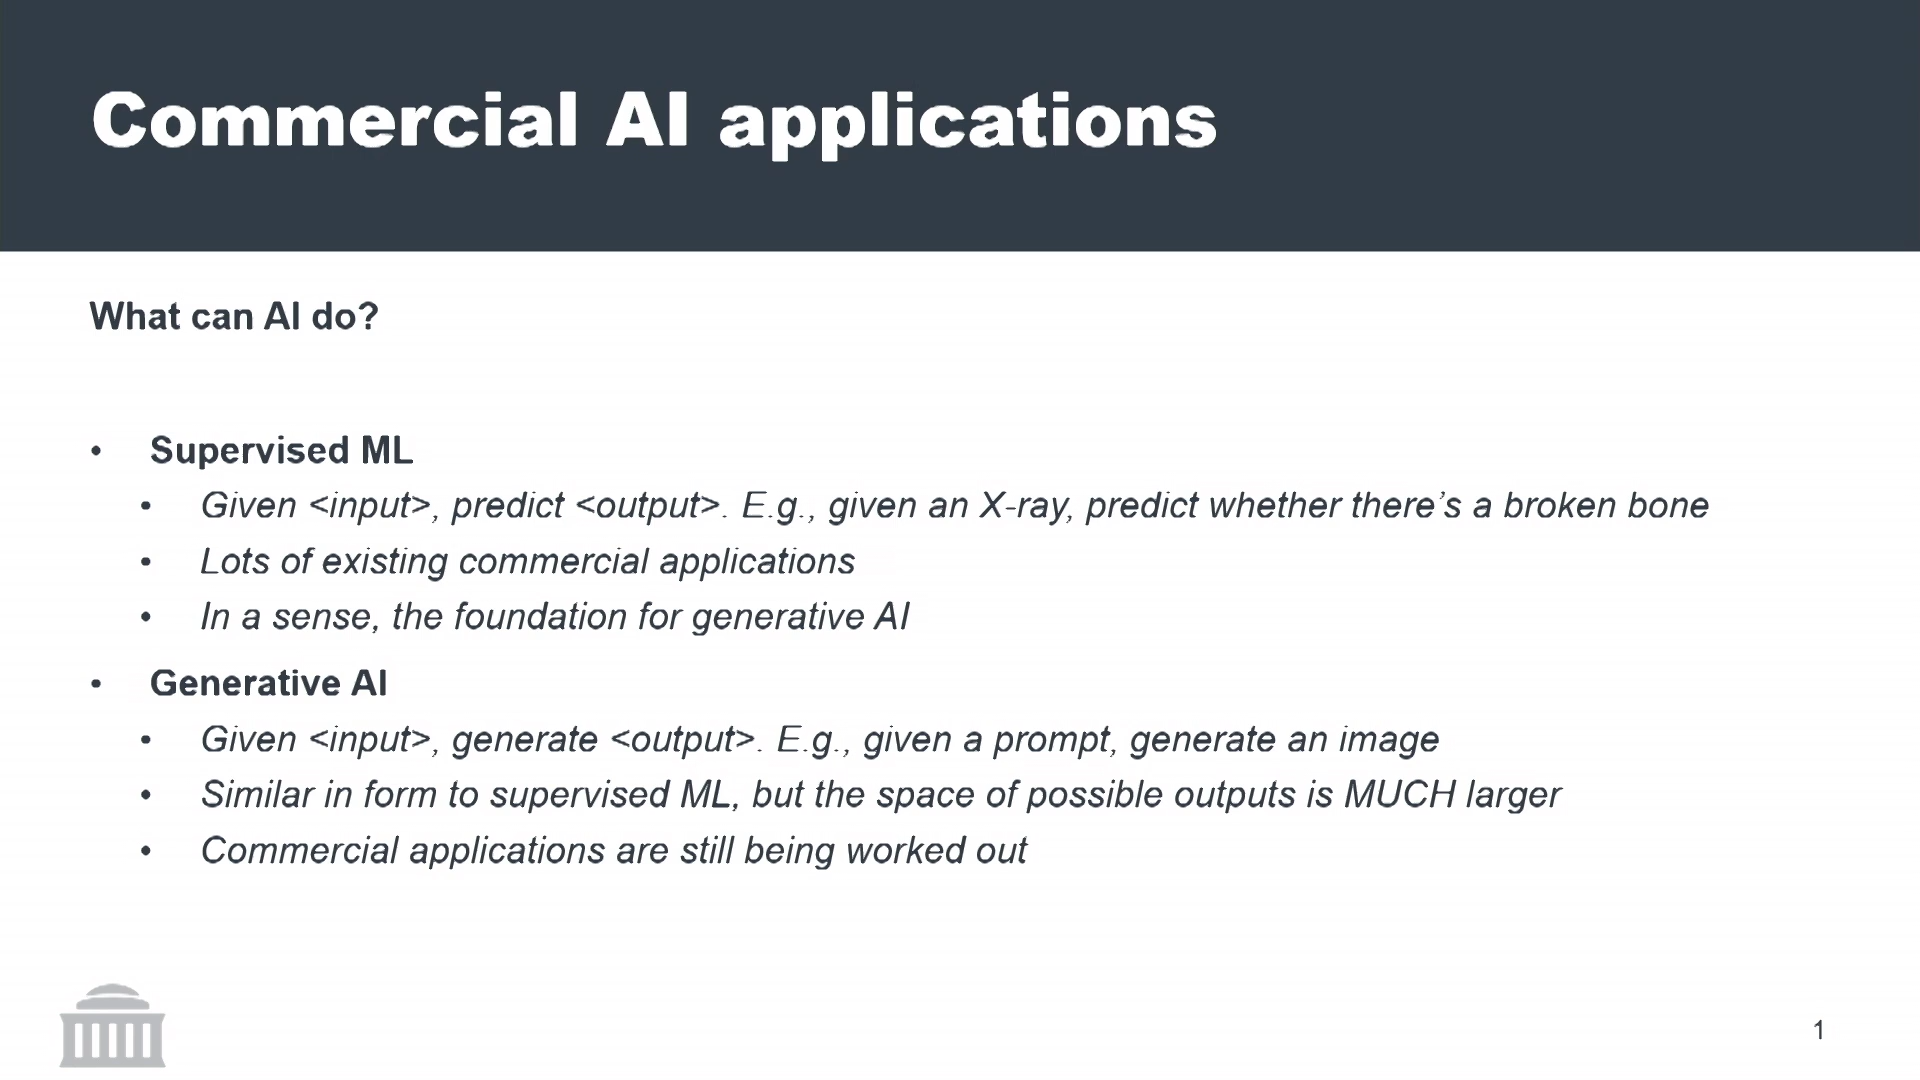 Commercial AI applications
What can AI do?
• Supervised ML
• Given <input>, predict <output>. E.g., given an X-ray, predict whether there’s a broken bone
• Lots of existing commercial applications
• In a sense, the foundation for generative AI
• Generative AI
• Given <input>, generate <output>. E.g., given a prompt, generate an image
• Similar in form to supervised ML, but the space of possible outputs is MUCH larger
• Commercial applications are still being worked out
1